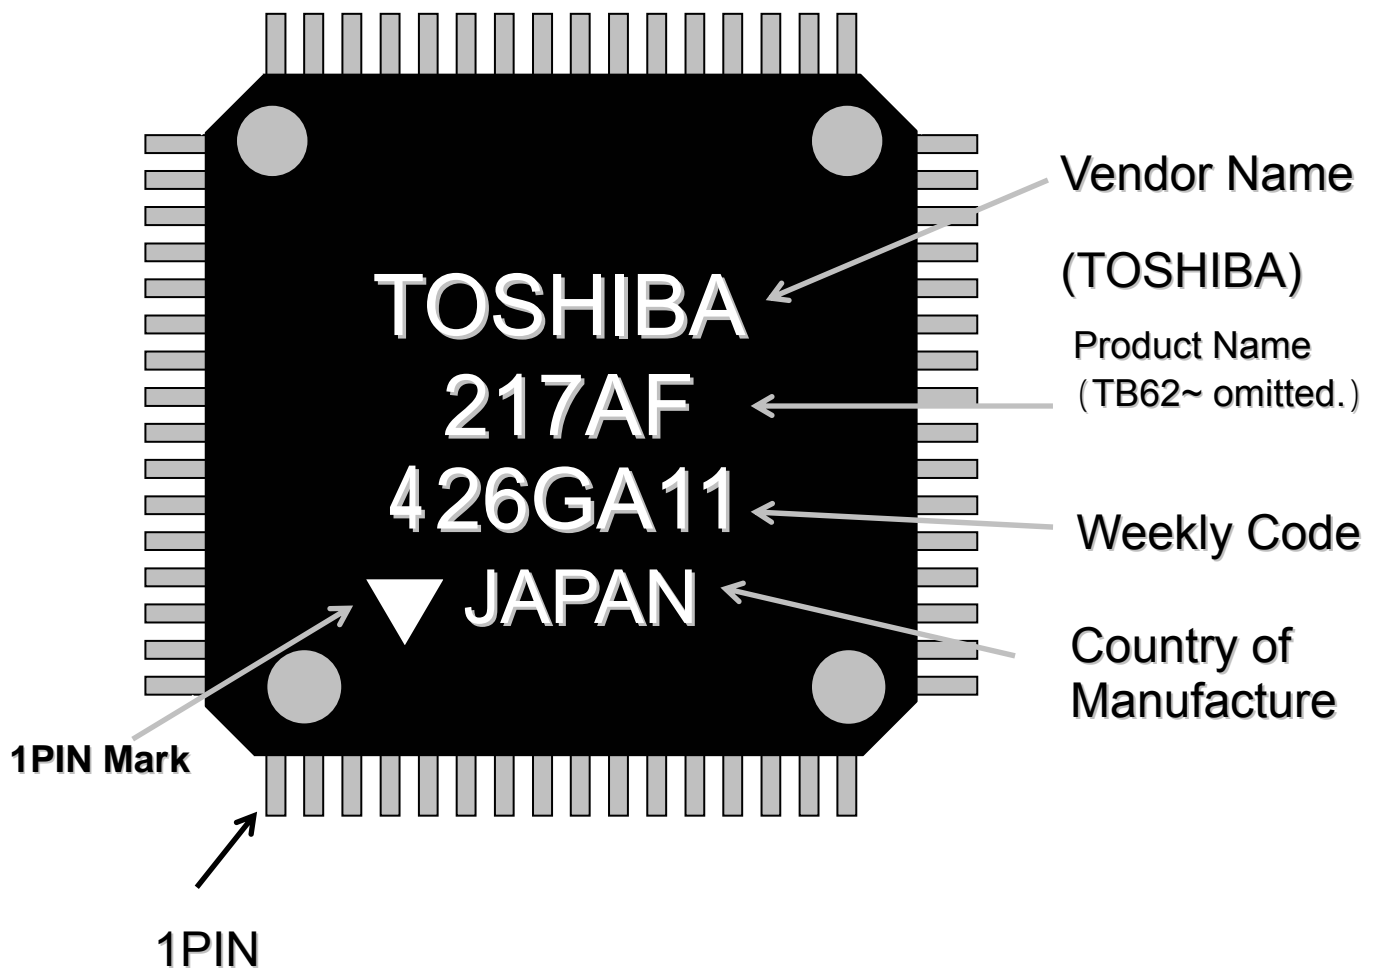 TOSHIBA
217AF
426GA11
JAPAN
Vendor Name
(TOSHIBA)
Product Name
（TB62~ omitted.）
Weekly Code
Country of
Manufacture
1PIN Mark
1PIN